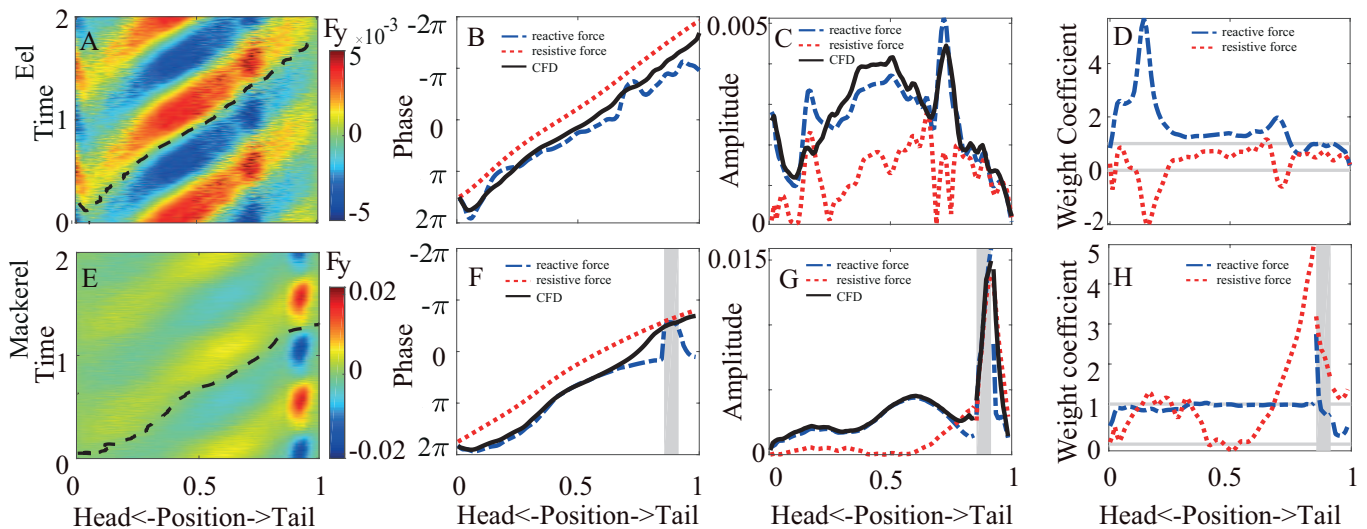 Eel
Time
A
2
1
0
F_y
×10⁻³
5
0
-5
B
Phase
-2π
-π
0
π
2π
reactive force
resistive force
CFD
C
Amplitude
0.005
0
reactive force
resistive force
CFD
D
Weight Coefficient
4
2
0
-2
reactive force
resistive force
Mackerel
Time
E
2
1
0
F_y
0.02
0
-0.02
0 0.5 1
Head<-Position->Tail
F
Phase
-2π
-π
0
π
2π
reactive force
resistive force
CFD
0 0.5 1
Head<-Position->Tail
G
Amplitude
0.015
0
reactive force
resistive force
CFD
0 0.5 1
Head<-Position->Tail
H
Weight coefficient
5
4
3
2
1
0
reactive force
resistive force
0 0.5 1
Head<-Position->Tail